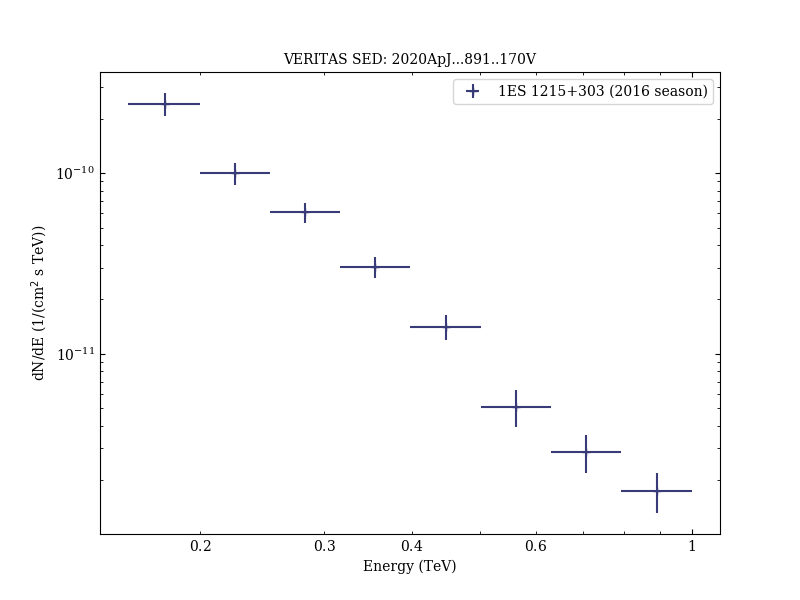 VERITAS SED: 2020ApJ...891..170V
1ES 1215+303 (2016 season)
10⁻¹⁰
10⁻¹¹
dN/dE (1/(cm² s TeV))
0.2 0.3 0.4 0.6 1
Energy (TeV)